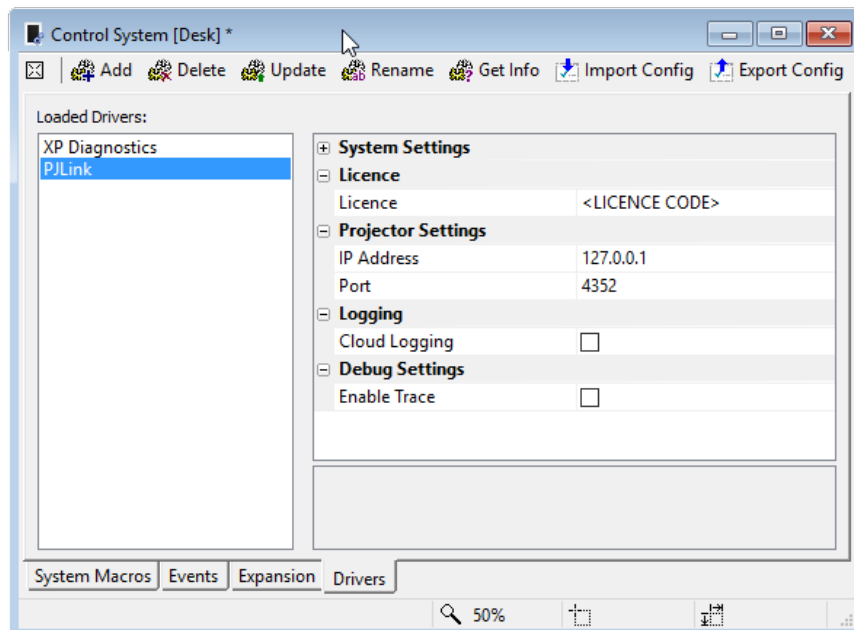 Control System [Desk] *
Add Delete Update Rename Get Info Import Config Export Config
Loaded Drivers:
XP Diagnostics
PJLink
System Settings
Licence
Licence <LICENCE CODE>
Projector Settings
IP Address 127.0.0.1
Port 4352
Logging
Cloud Logging
Debug Settings
Enable Trace
System Macros Events Expansion Drivers
50%